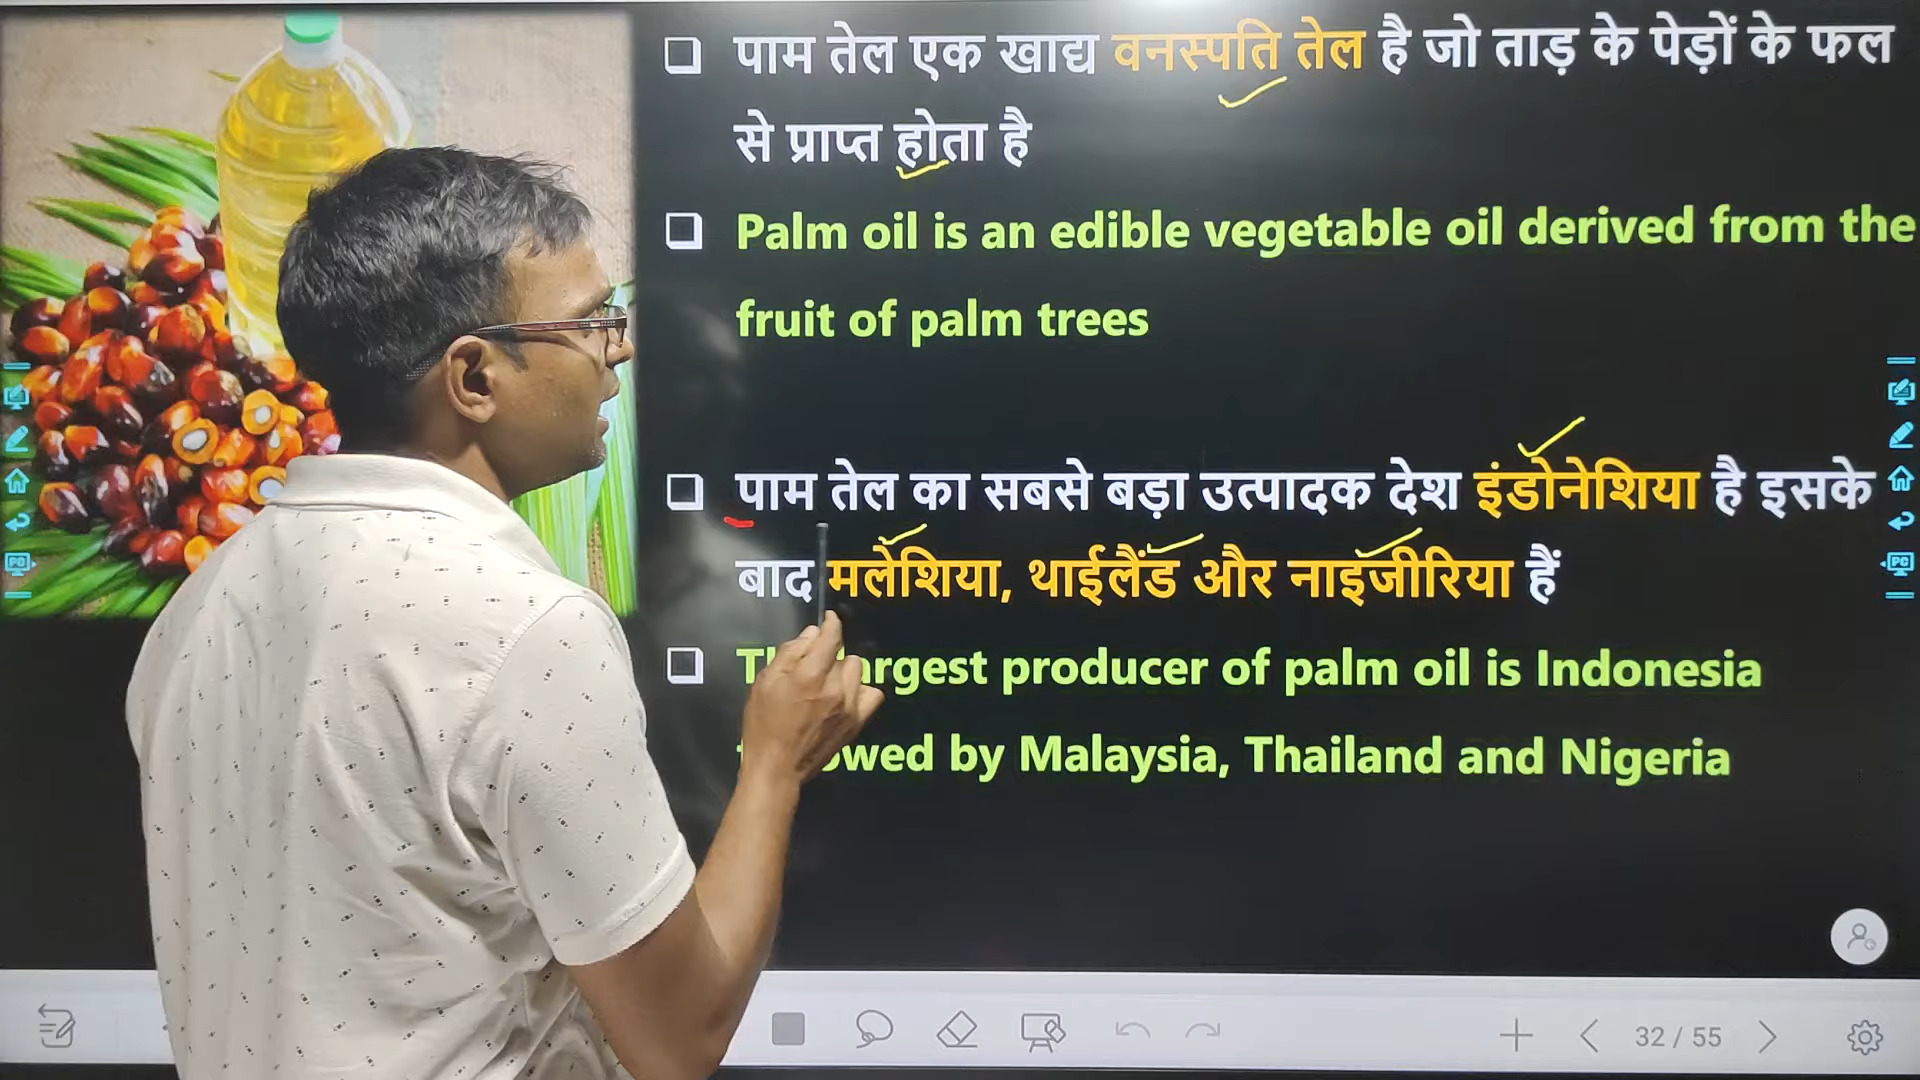 पाम तेल एक खाद्य वनस्पति तेल है जो ताड़ के पेड़ों के फल
से प्राप्त होता है
Palm oil is an edible vegetable oil derived from the
fruit of palm trees
पाम तेल का सबसे बड़ा उत्पादक देश इंडोनेशिया है इसके
बाद मलेशिया, थाईलैंड और नाइजीरिया हैं
largest producer of palm oil is Indonesia
by Malaysia, Thailand and Nigeria
32 / 55